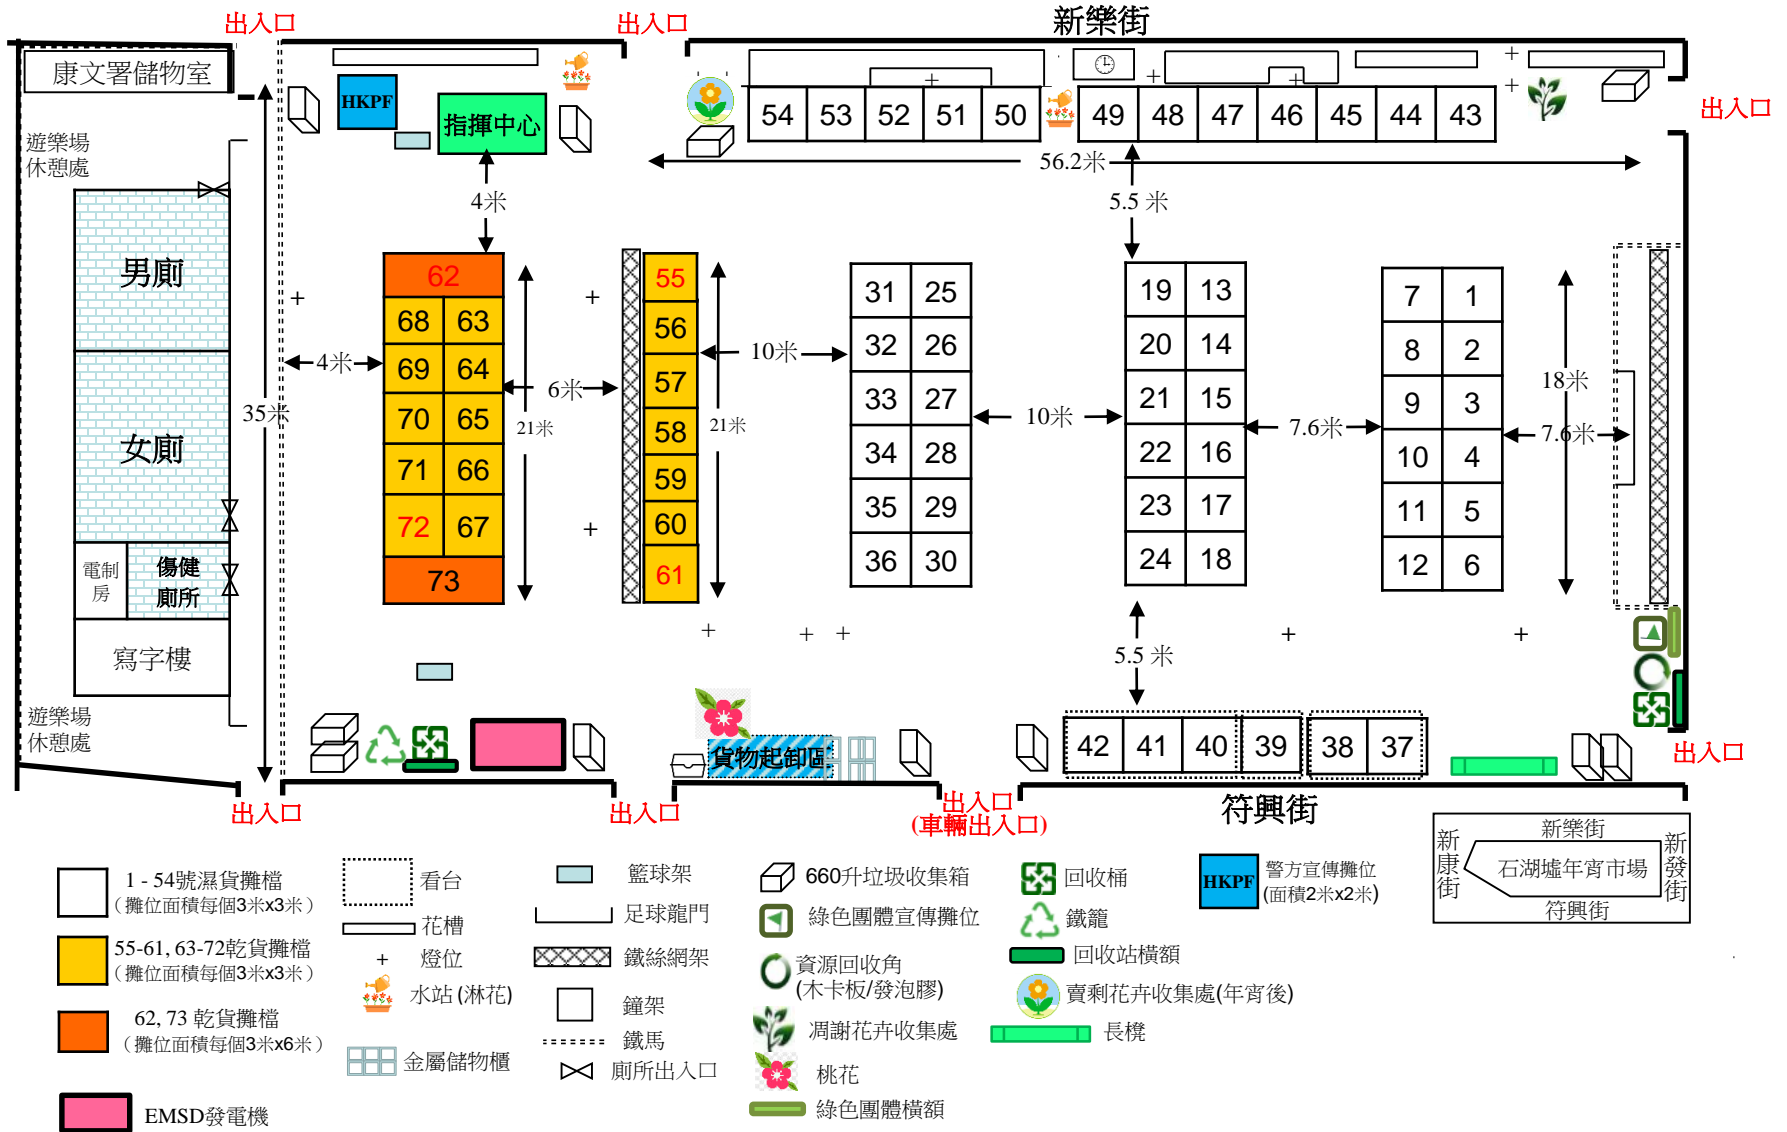 出入口
出入口
新樂街
康文署儲物室
HKPF
指揮中心
54 53 52 51 50
49 48 47 46 45 44 43
出入口
遊樂場
休憩處
56.2米
4米
5.5 米
男廁
女廁
電制
房
傷健
廁所
寫字樓
遊樂場
休憩處
35米
4米
62
68 63
69 64
70 65
71 66
72 67
73
21米
6米
55
56
57
58
59
60
61
21米
10米
31 25
32 26
33 27
34 28
35 29
36 30
10米
19 13
20 14
21 15
22 16
23 17
24 18
7.6米
7 1
8 2
9 3
10 4
11 5
12 6
18米
7.6米
5.5 米
貨物起卸區
42 41 40 39 38 37
出入口
出入口
出入口
出入口
(車輛出入口)
符興街
1 - 54號濕貨攤檔
（攤位面積每個3米x3米）
55-61, 63-72乾貨攤檔
（攤位面積每個3米x3米）
62, 73 乾貨攤檔
（攤位面積每個3米x6米）
EMSD發電機
看台
花槽
燈位
水站 (淋花)
金屬儲物櫃
籃球架
足球龍門
鐵絲網架
鐘架
鐵馬
廁所出入口
660升垃圾收集箱
綠色團體宣傳攤位
資源回收角
(木卡板/發泡膠)
凋謝花卉收集處
桃花
綠色團體橫額
回收桶
鐵籠
回收站橫額
賣剩花卉收集處(年宵後)
長櫈
HKPF
警方宣傳攤位
(面積2米x2米)
新樂街
新康街
石湖墟年宵市場
新發街
符興街